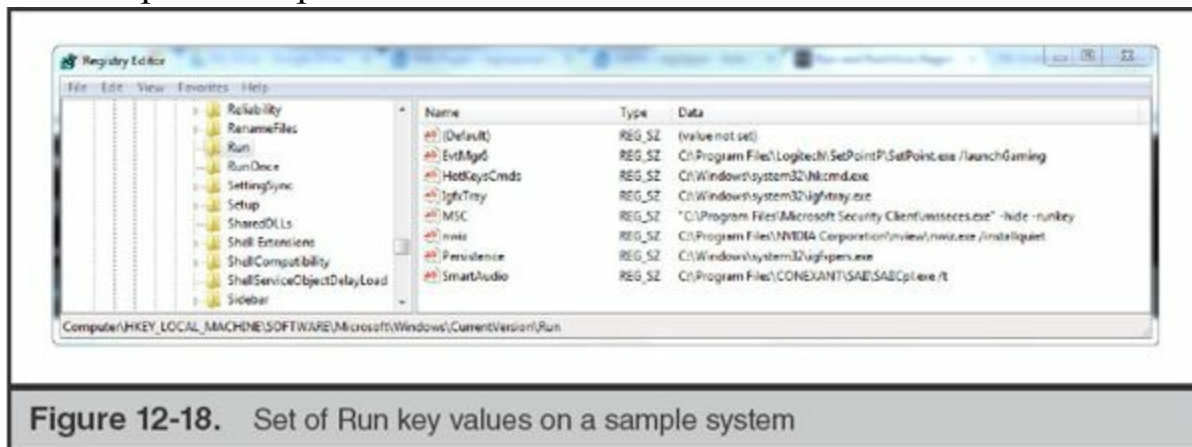 Registry Editor
File Edit View Favorites Help
Reliability
RenameFiles
Run
RunOnce
SettingSync
Setup
SharedDLLs
Shell Extensions
ShellCompatibility
ShellServiceObjectDelayLoad
Sidebar
Name Type Data
(Default) REG_SZ (value not set)
EvtMgr6 REG_SZ C:\Program Files\Logitech\SetPointP\SetPoint.exe /launchGaming
HotKeysCmds REG_SZ C:\Windows\system32\hkcmd.exe
IgfxTray REG_SZ C:\Windows\system32\igfxtray.exe
MSC REG_SZ "C:\Program Files\Microsoft Security Client\msseces.exe" -hide -runkey
nwiz REG_SZ C:\Program Files\NVIDIA Corporation\nview\nwiz.exe /installquiet
Persistence REG_SZ C:\Windows\system32\igfxpers.exe
SmartAudio REG_SZ C:\Program Files\CONEXANT\SAII\SAIICpl.exe /t
Computer\HKEY_LOCAL_MACHINE\SOFTWARE\Microsoft\Windows\CurrentVersion\Run
Figure 12-18. Set of Run key values on a sample system